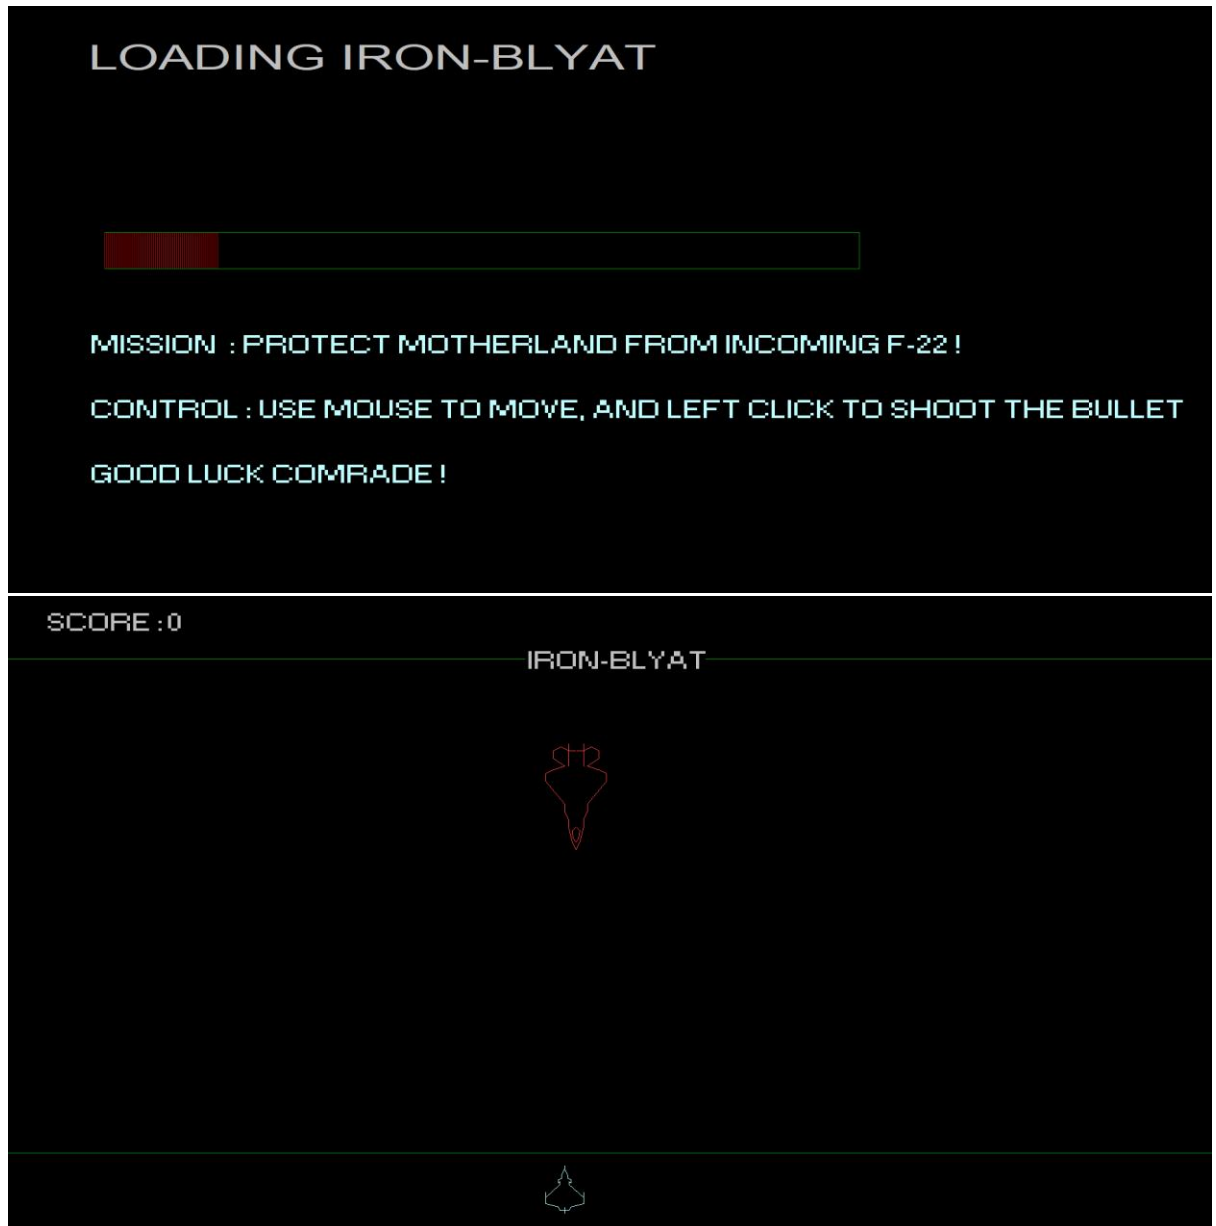 LOADING IRON-BLYAT
MISSION : PROTECT MOTHERLAND FROM INCOMING F-22 !
CONTROL : USE MOUSE TO MOVE, AND LEFT CLICK TO SHOOT THE BULLET
GOOD LUCK COMRADE !
SCORE :0
IRON-BLYAT